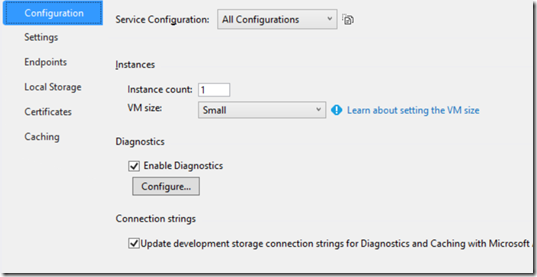 Configuration
Settings
Endpoints
Local Storage
Certificates
Caching
Service Configuration: All Configurations
Instances
Instance count: 1
VM size: Small Learn about setting the VM size
Diagnostics
Enable Diagnostics
Configure...
Connection strings
Update development storage connection strings for Diagnostics and Caching with Microsoft